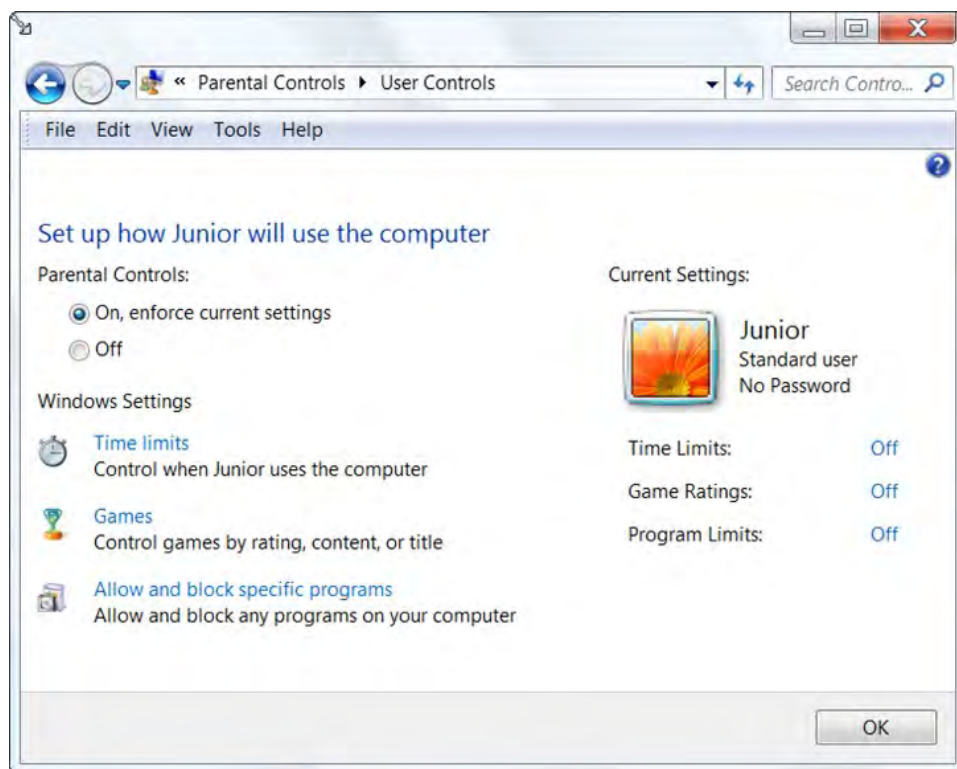 « Parental Controls ▸ User Controls
Search Contro...
File Edit View Tools Help
Set up how Junior will use the computer
Parental Controls:
On, enforce current settings
Off
Windows Settings
Time limits
Control when Junior uses the computer
Games
Control games by rating, content, or title
Allow and block specific programs
Allow and block any programs on your computer
Current Settings:
Junior
Standard user
No Password
Time Limits: Off
Game Ratings: Off
Program Limits: Off
OK